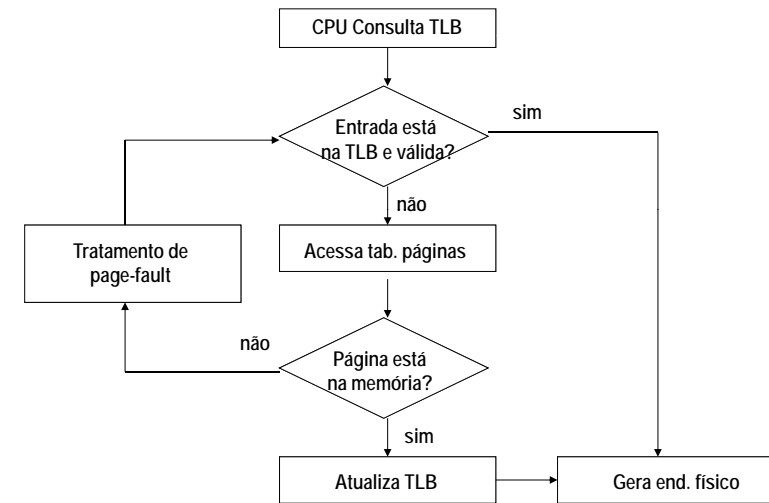 CPU Consulta TLB
sim
Entrada está
na TLB e válida?
não
Tratamento de
page-fault
Acessa tab. páginas
não
Página está
na memória?
sim
Atualiza TLB
Gera end. físico